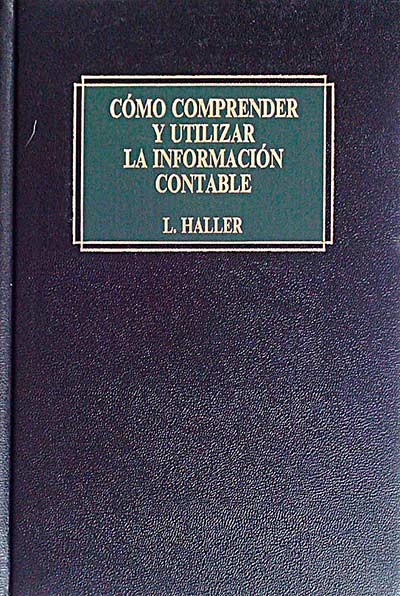 CÓMO COMPRENDER
Y UTILIZAR
LA INFORMACIÓN
CONTABLE
L. HALLER